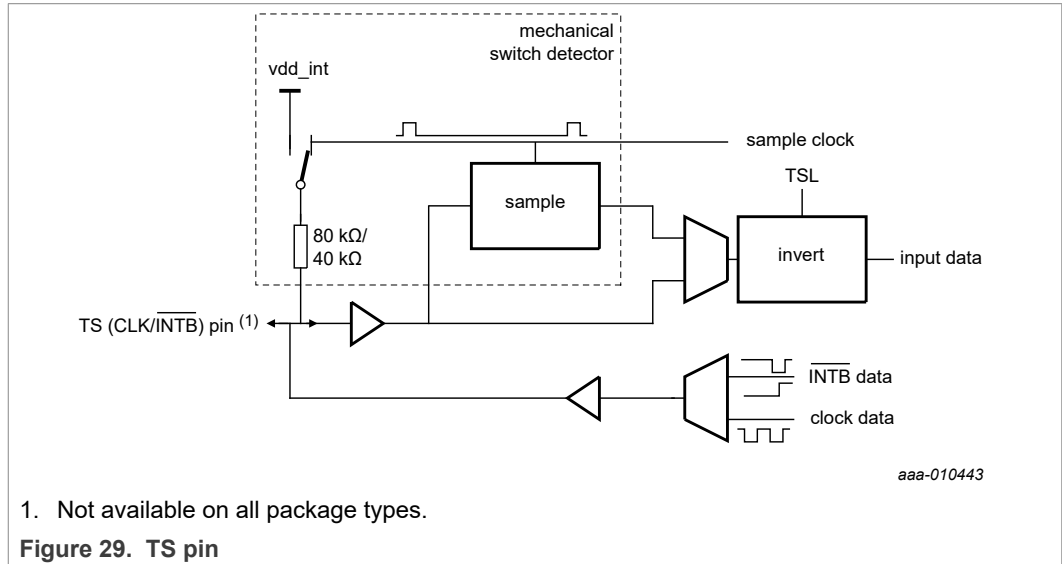 mechanical
switch detector
vdd_int
sample clock
TSL
sample
invert
input data
80 kΩ/
40 kΩ
TS (CLK/INTB) pin (1)
INTB data
clock data
aaa-010443
1. Not available on all package types.
Figure 29. TS pin